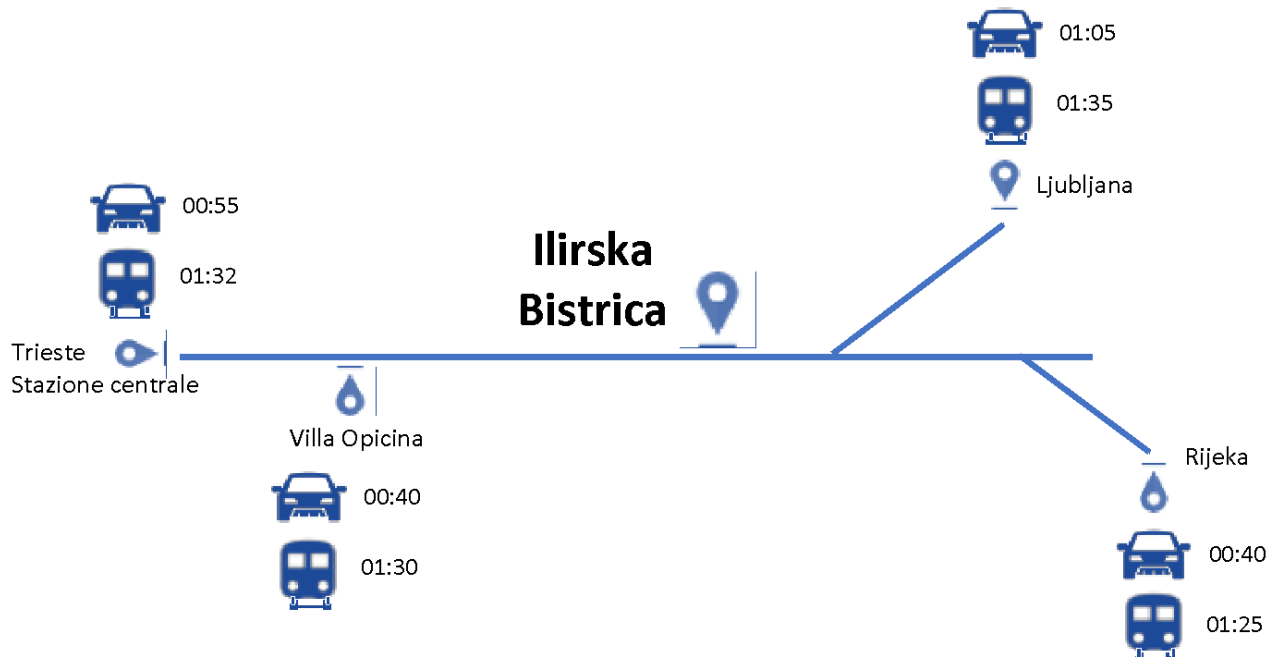 01:05
01:35
Ljubljana
00:55
01:32
Ilirska
Bistrica
Trieste
Stazione centrale
Villa Opicina
00:40
01:30
Rijeka
00:40
01:25